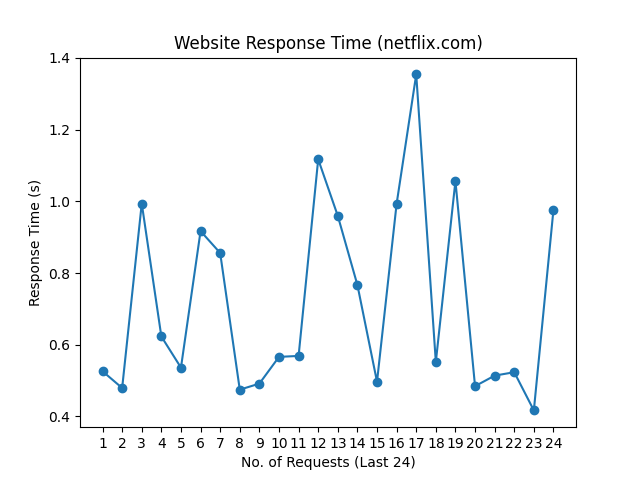 Website Response Time (netflix.com)
1.4
1.2
1.0
0.8
0.6
0.4
Response Time (s)
1 2 3 4 5 6 7 8 9 10 11 12 13 14 15 16 17 18 19 20 21 22 23 24
No. of Requests (Last 24)